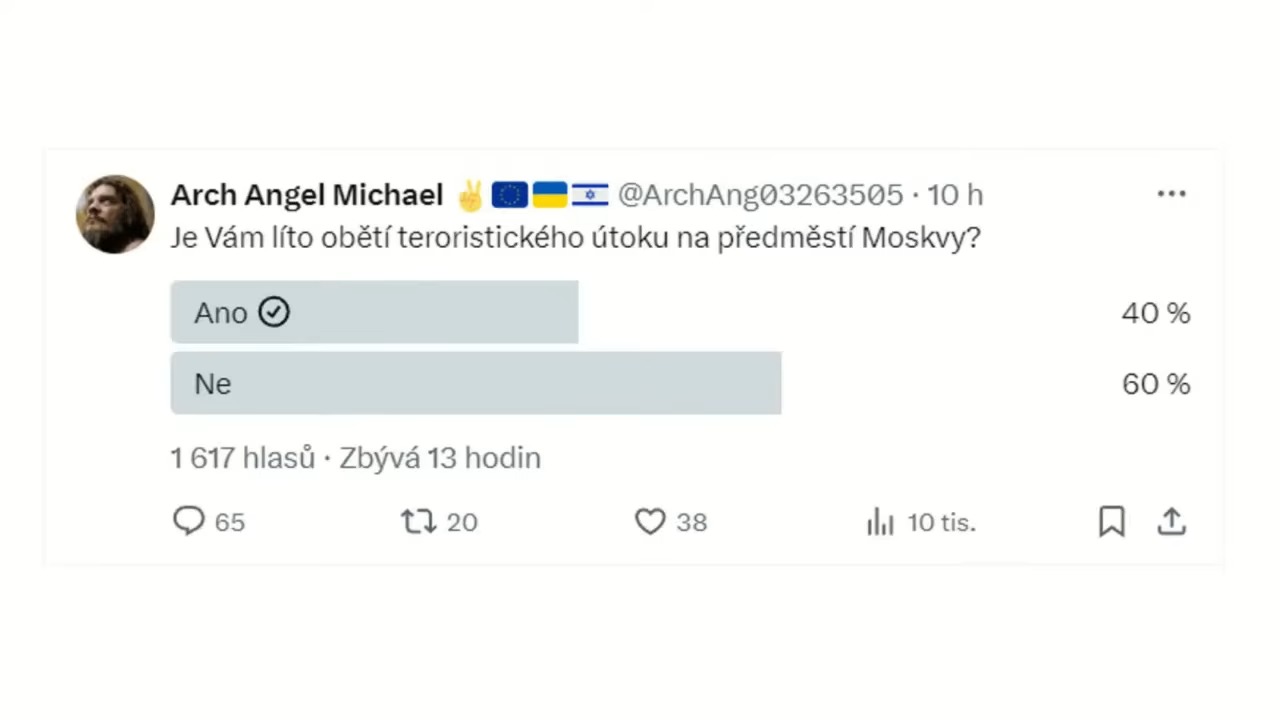 Arch Angel Michael ✌️🇪🇺🇺🇦🇮🇱 @ArchAng03263505 · 10 h
Je Vám líto obětí teroristického útoku na předměstí Moskvy?
Ano 40 %
Ne 60 %
1 617 hlasů · Zbývá 13 hodin
65 20 38 10 tis.